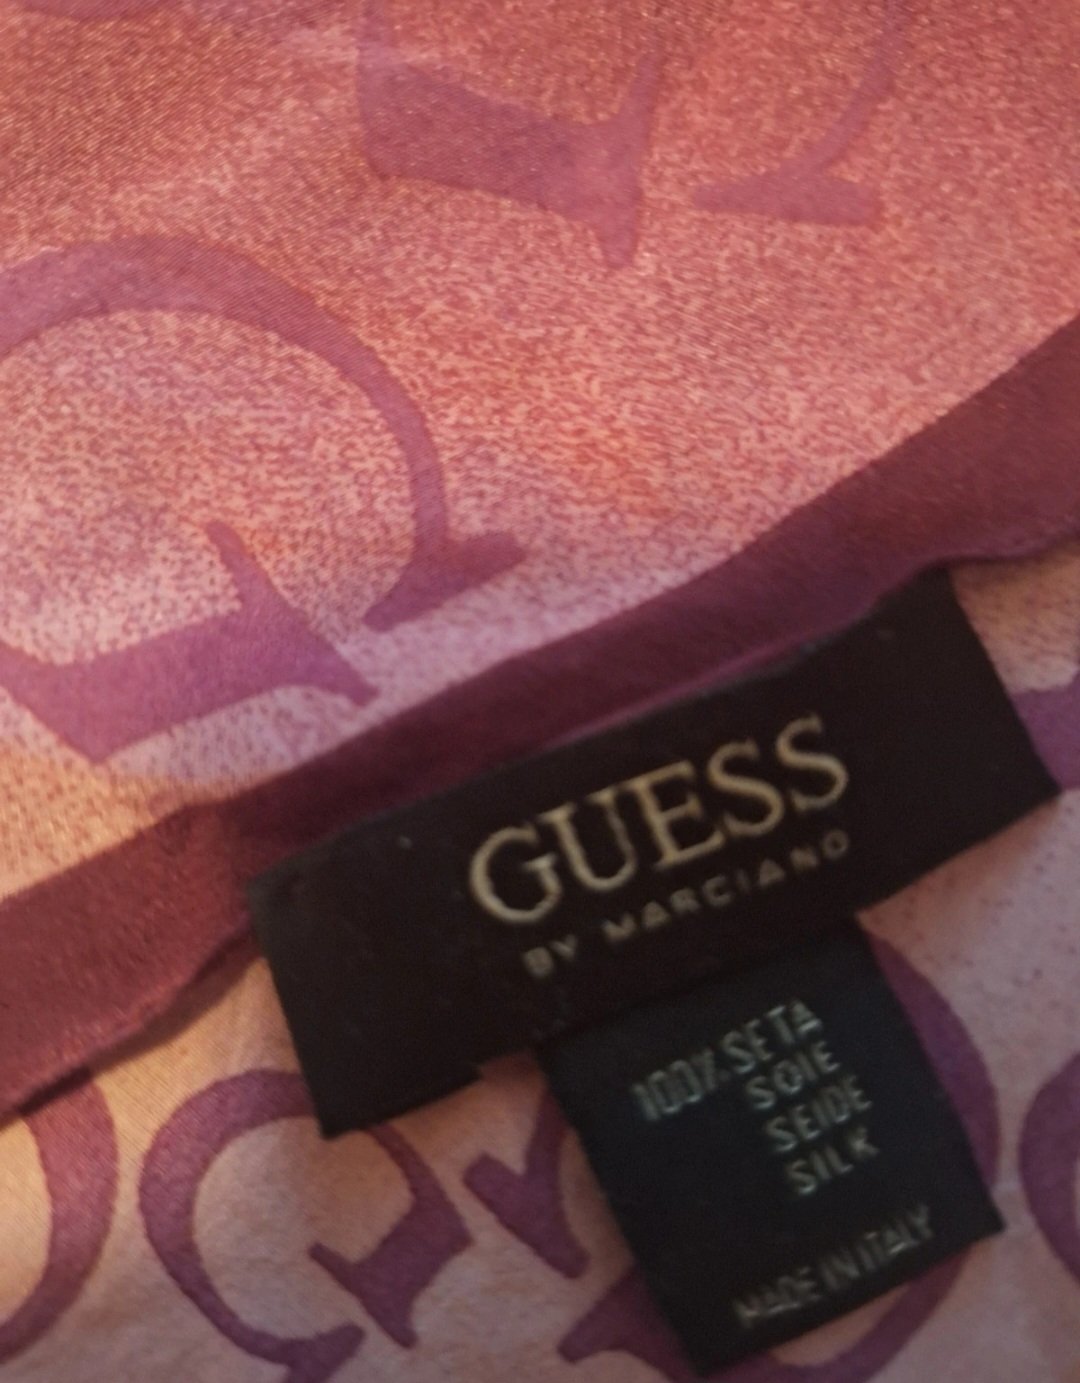 GUESS
BY MARCIANO
100% SETA
SOIE
SEIDE
SILK
MADE IN ITALY